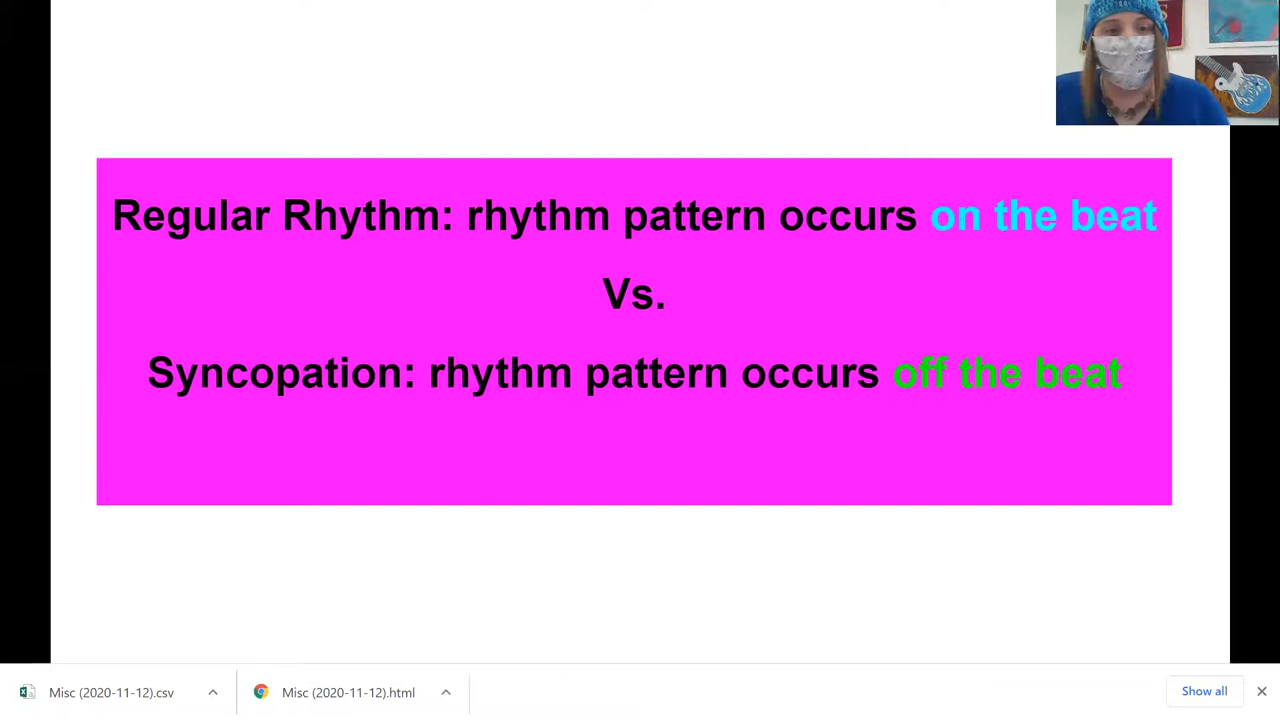 Regular Rhythm: rhythm pattern occurs on the beat
Vs.
Syncopation: rhythm pattern occurs off the beat
Misc (2020-11-12).csv
Misc (2020-11-12).html
Show all